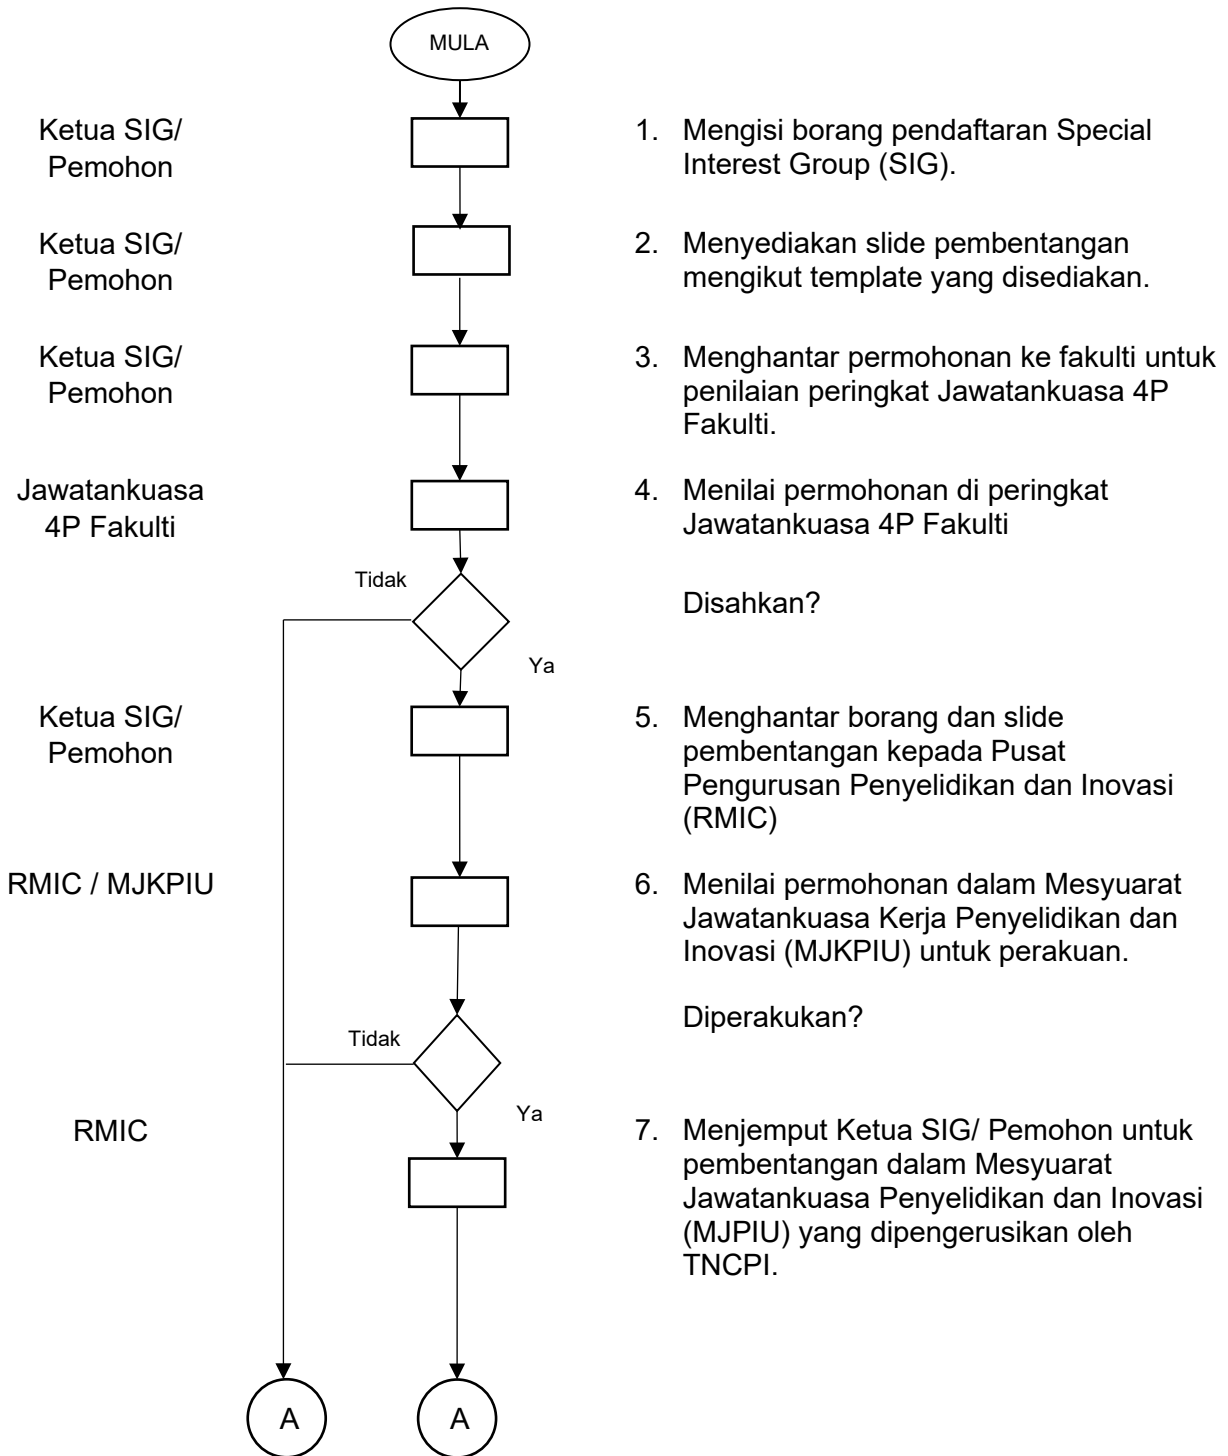 MULA
Ketua SIG/
Pemohon
1. Mengisi borang pendaftaran Special
Interest Group (SIG).
Ketua SIG/
Pemohon
2. Menyediakan slide pembentangan
mengikut template yang disediakan.
Ketua SIG/
Pemohon
3. Menghantar permohonan ke fakulti untuk
penilaian peringkat Jawatankuasa 4P
Fakulti.
Jawatankuasa
4P Fakulti
4. Menilai permohonan di peringkat
Jawatankuasa 4P Fakulti
Tidak
Disahkan?
Ya
Ketua SIG/
Pemohon
5. Menghantar borang dan slide
pembentangan kepada Pusat
Pengurusan Penyelidikan dan Inovasi
(RMIC)
RMIC / MJKPIU
6. Menilai permohonan dalam Mesyuarat
Jawatankuasa Kerja Penyelidikan dan
Inovasi (MJKPIU) untuk perakuan.
Diperakukan?
Tidak
Ya
RMIC
7. Menjemput Ketua SIG/ Pemohon untuk
pembentangan dalam Mesyuarat
Jawatankuasa Penyelidikan dan Inovasi
(MJPIU) yang dipengerusikan oleh
TNCPI.
A
A